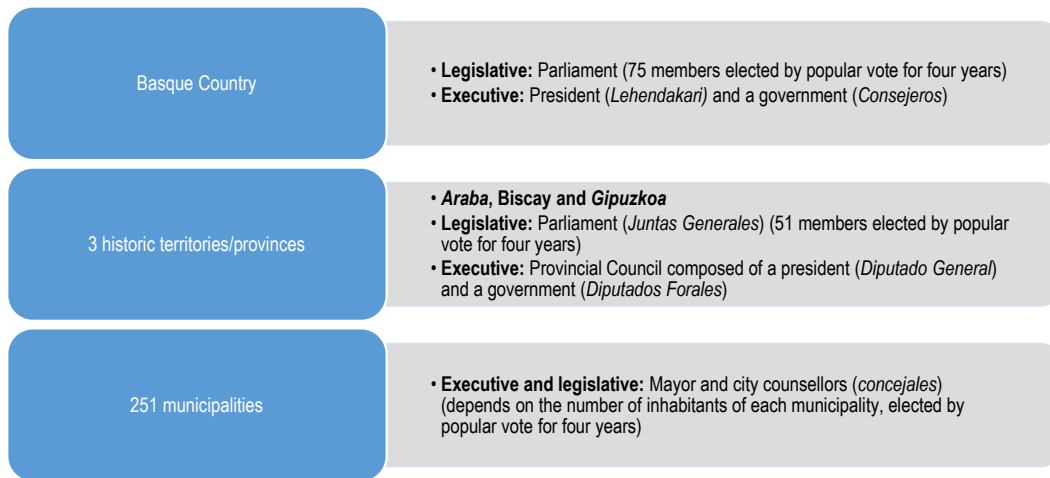 Basque Country
• Legislative: Parliament (75 members elected by popular vote for four years)
• Executive: President (Lehendakari) and a government (Consejeros)
3 historic territories/provinces
• Araba, Biscay and Gipuzkoa
• Legislative: Parliament (Juntas Generales) (51 members elected by popular
vote for four years)
• Executive: Provincial Council composed of a president (Diputado General)
and a government (Diputados Forales)
251 municipalities
• Executive and legislative: Mayor and city counsellors (concejales)
(depends on the number of inhabitants of each municipality, elected by
popular vote for four years)